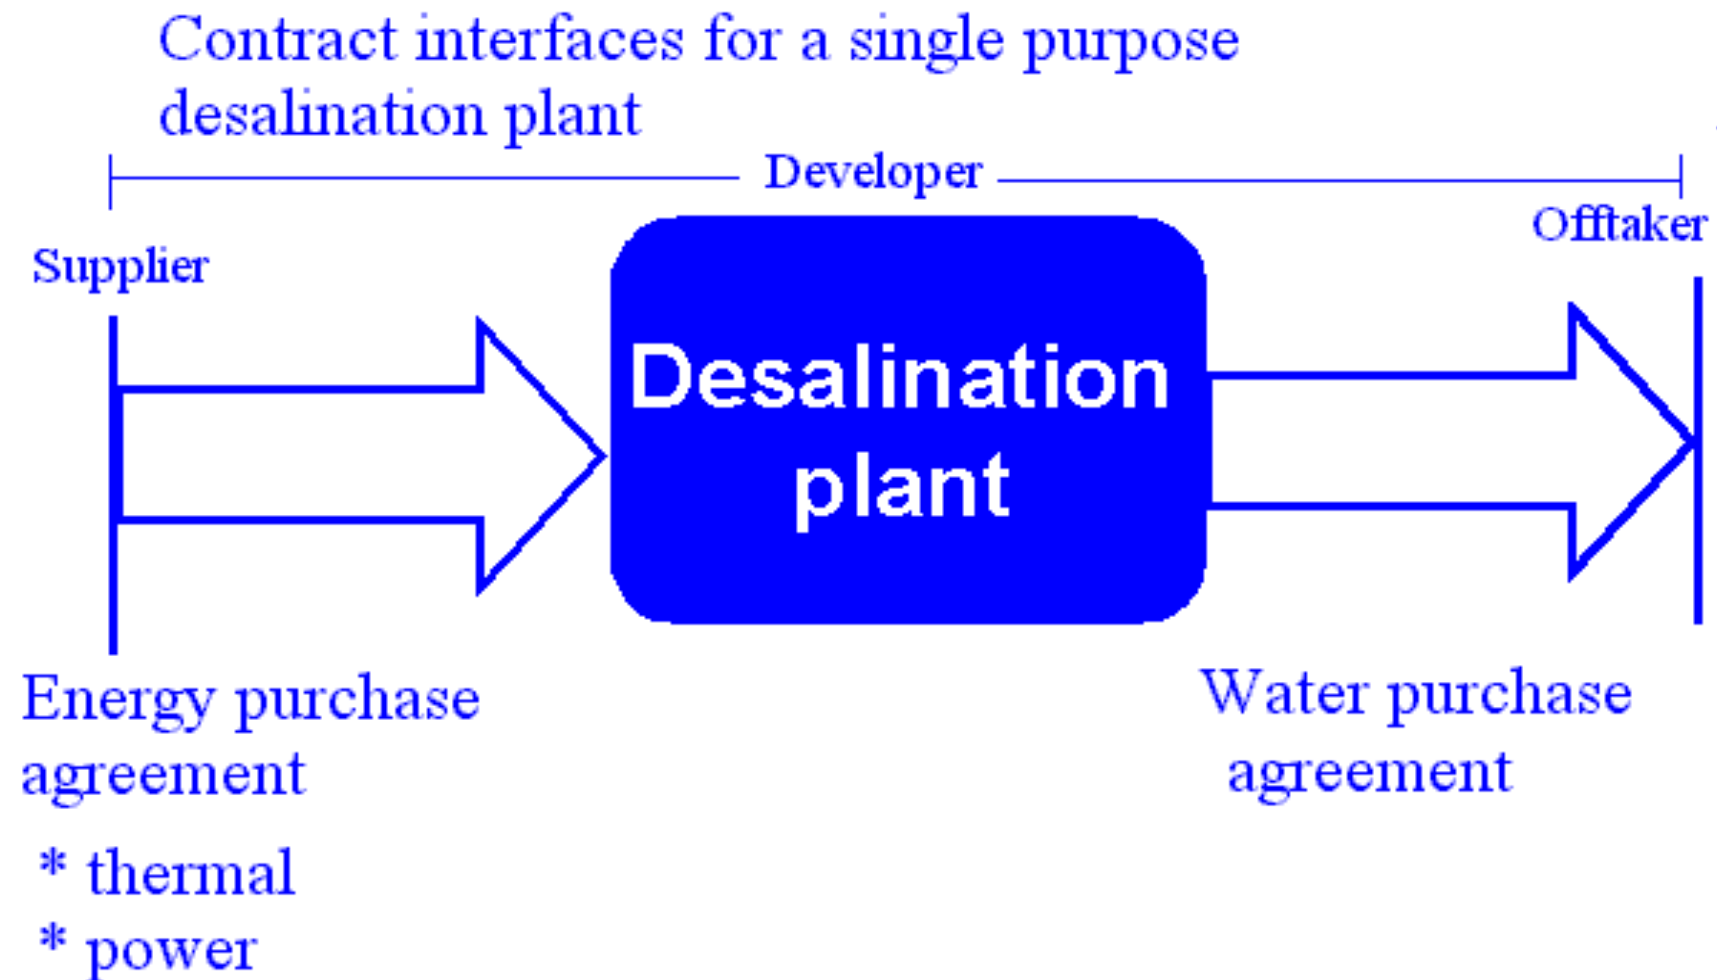 Contract interfaces for a single purpose
desalination plant
Developer
Supplier
Offtaker
Desalination
plant
Energy purchase
agreement
* thermal
* power
Water purchase
agreement